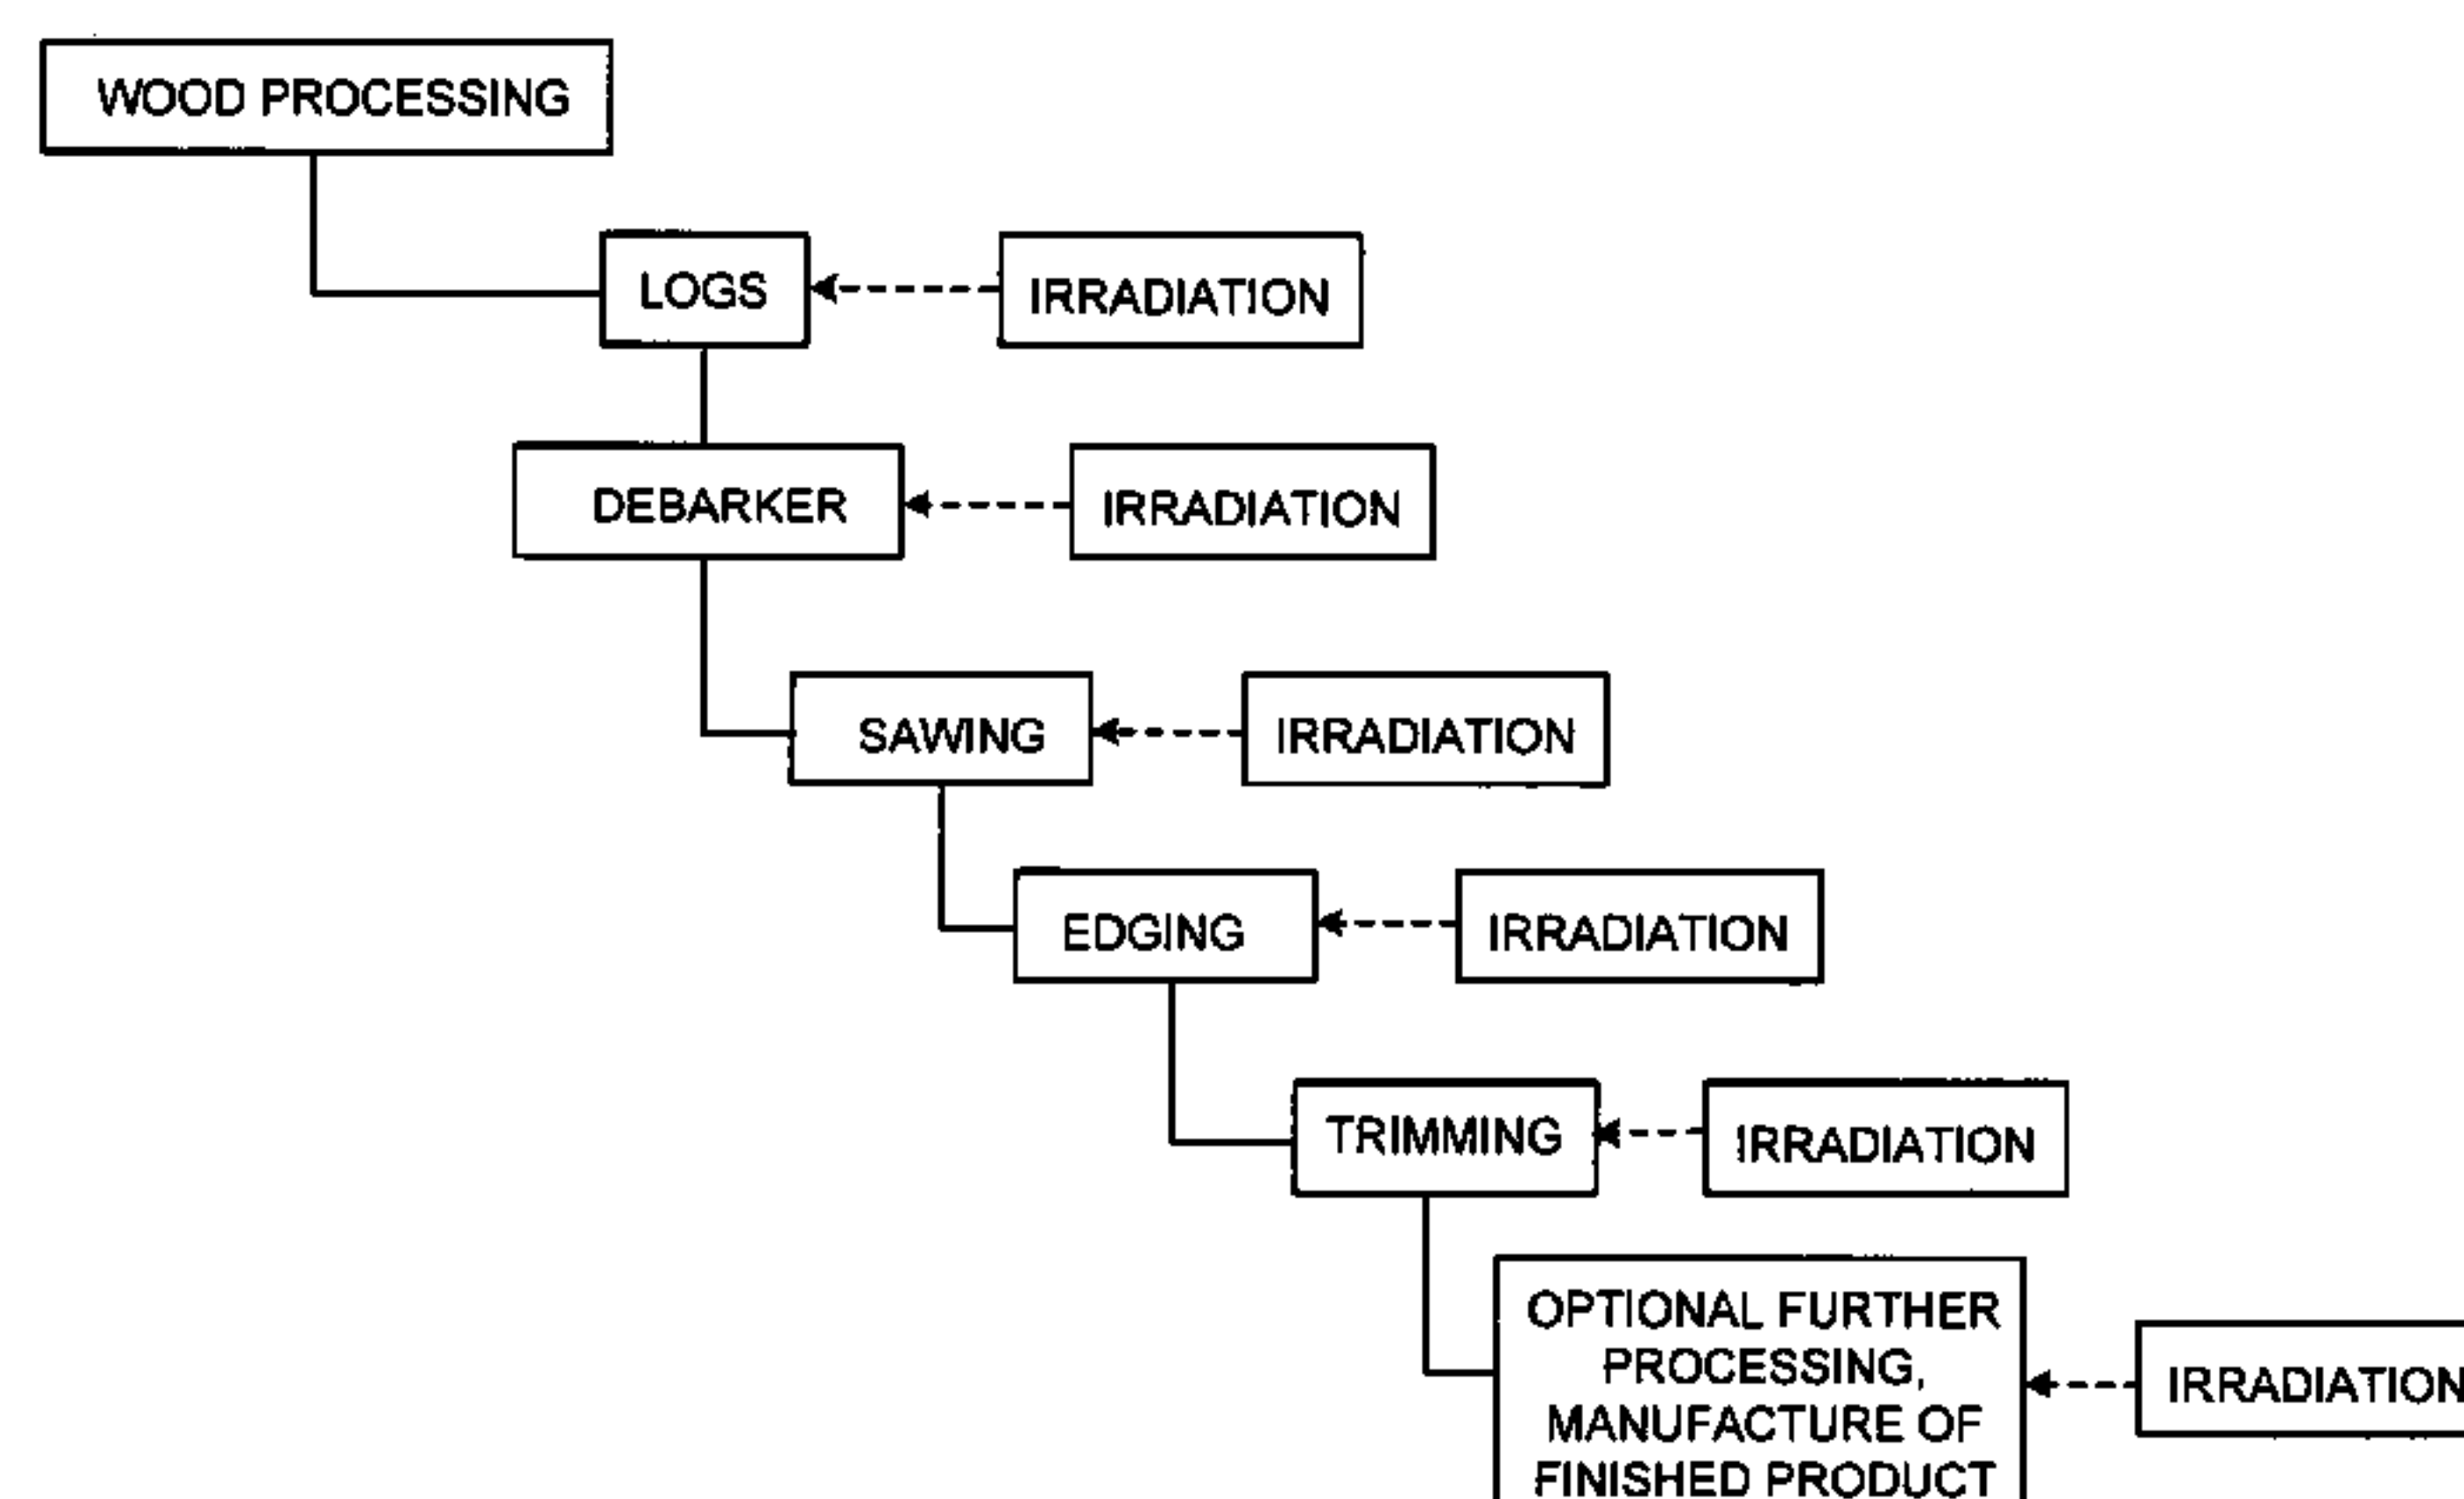 WOOD PROCESSING
LOGS
IRRADIATION
DEBARKER
IRRADIATION
SAWING
IRRADIATION
EDGING
IRRADIATION
TRIMMING
IRRADIATION
OPTIONAL FURTHER
PROCESSING,
MANUFACTURE OF
FINISHED PRODUCT
IRRADIATION